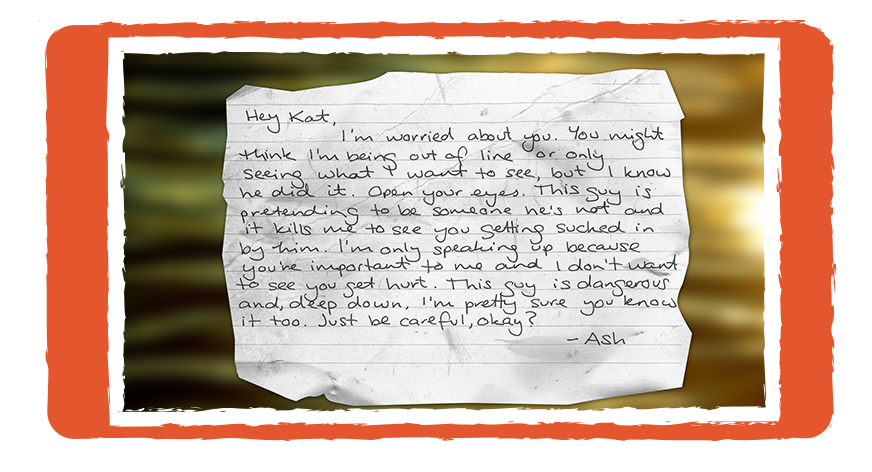 Hey Kat,
I'm worried about you. You might
think I'm being out of line or only
seeing what I want to see, but I know
he did it. Open your eyes. This guy is
pretending to be someone he's not and
it kills me to see you getting sucked in
by him. I'm only speaking up because
you're important to me and I don't want
to see you get hurt. This guy is dangerous
and, deep down, I'm pretty sure you know
it too. Just be careful, okay?
- Ash